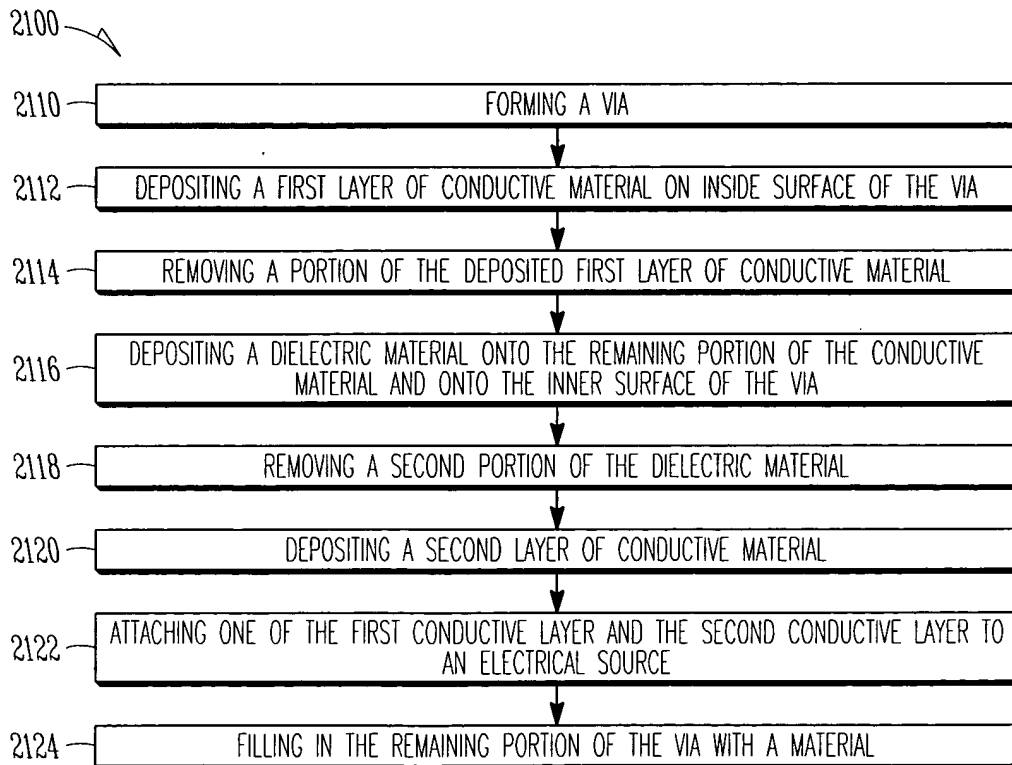 2100
2110
FORMING A VIA
2112
DEPOSITING A FIRST LAYER OF CONDUCTIVE MATERIAL ON INSIDE SURFACE OF THE VIA
2114
REMOVING A PORTION OF THE DEPOSITED FIRST LAYER OF CONDUCTIVE MATERIAL
2116
DEPOSITING A DIELECTRIC MATERIAL ONTO THE REMAINING PORTION OF THE CONDUCTIVE
MATERIAL AND ONTO THE INNER SURFACE OF THE VIA
2118
REMOVING A SECOND PORTION OF THE DIELECTRIC MATERIAL
2120
DEPOSITING A SECOND LAYER OF CONDUCTIVE MATERIAL
2122
ATTACHING ONE OF THE FIRST CONDUCTIVE LAYER AND THE SECOND CONDUCTIVE LAYER TO
AN ELECTRICAL SOURCE
2124
FILLING IN THE REMAINING PORTION OF THE VIA WITH A MATERIAL